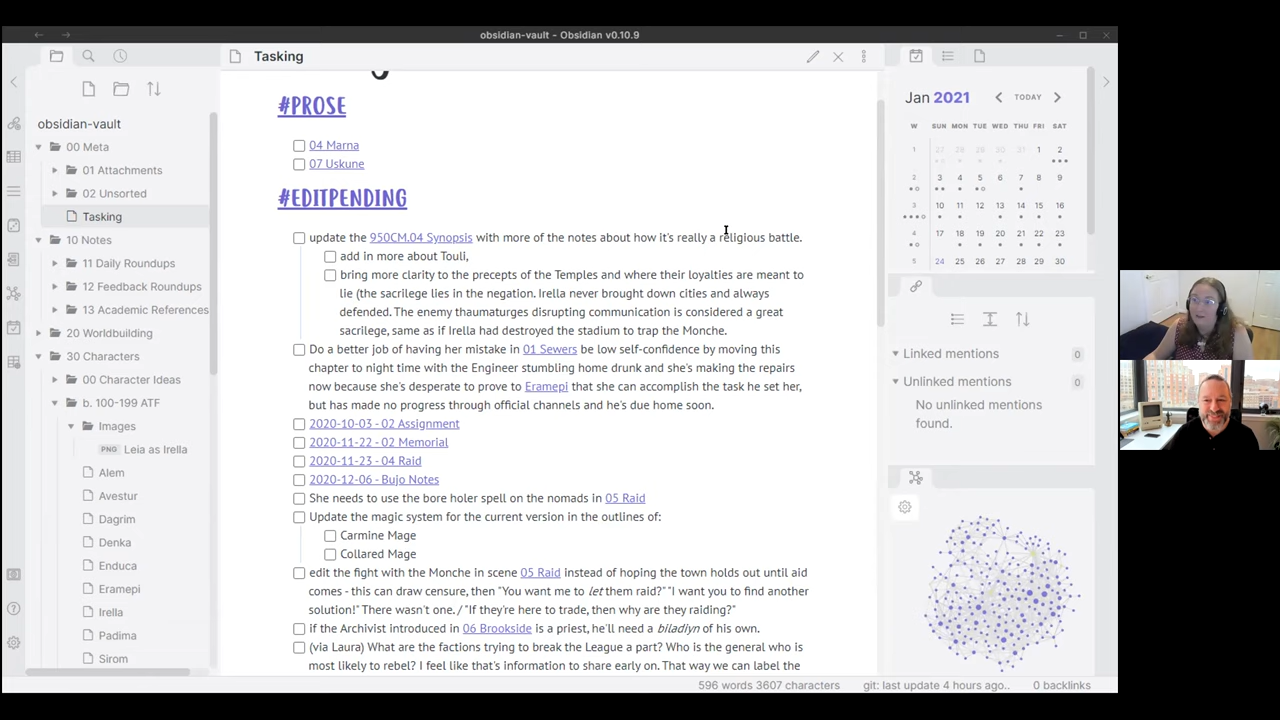 obsidian-vault - Obsidian v0.10.9
Tasking
obsidian-vault
00 Meta
01 Attachments
02 Unsorted
Tasking
10 Notes
11 Daily Roundups
12 Feedback Roundups
13 Academic References
20 Worldbuilding
30 Characters
00 Character Ideas
b. 100-199 ATF
Images
PNG Leia as Irella
Alem
Avestur
Dagrim
Denka
Enduca
Eramepi
Irella
Padima
Sirom
#PROSE
04 Marna
07 Uskune
#EDITPENDING
update the 950CM.04 Synopsis with more of the notes about how it's really a religious battle.
add in more about Touli,
bring more clarity to the precepts of the Temples and where their loyalties are meant to
lie (the sacrilege lies in the negation. Irella never brought down cities and always
defended. The enemy thaumaturges disrupting communication is considered a great
sacrilege, same as if Irella had destroyed the stadium to trap the Monche.
Do a better job of having her mistake in 01 Sewers be low self-confidence by moving this
chapter to night time with the Engineer stumbling home drunk and she's making the repairs
now because she's desperate to prove to Eramepi that she can accomplish the task he set her,
but has made no progress through official channels and he's due home soon.
2020-10-03 - 02 Assignment
2020-11-22 - 02 Memorial
2020-11-23 - 04 Raid
2020-12-06 - Bujo Notes
She needs to use the bore holer spell on the nomads in 05 Raid
Update the magic system for the current version in the outlines of:
Carmine Mage
Collared Mage
edit the fight with the Monche in scene 05 Raid instead of hoping the town holds out until aid
comes - this can draw censure, then "You want me to let them raid?" "I want you to find another
solution!" There wasn't one. / "If they're here to trade, then why are they raiding?"
if the Archivist introduced in 06 Brookside is a priest, he'll need a biladiyn of his own.
(via Laura) What are the factions trying to break the League a part? Who is the general who is
most likely to rebel? I feel like that's information to share early on. That way we can label the
Jan 2021
TODAY
W SUN MON TUE WED THU FRI SAT
1 27 28 29 30 31 1 2
2 3 4 5 6 7 8 9
3 10 11 12 13 14 15 16
4 17 18 19 20 21 22 23
5 24 25 26 27 28 29 30
Linked mentions 0
Unlinked mentions 0
No unlinked mentions
found.
596 words 3607 characters git: last update 4 hours ago.. 0 backlinks